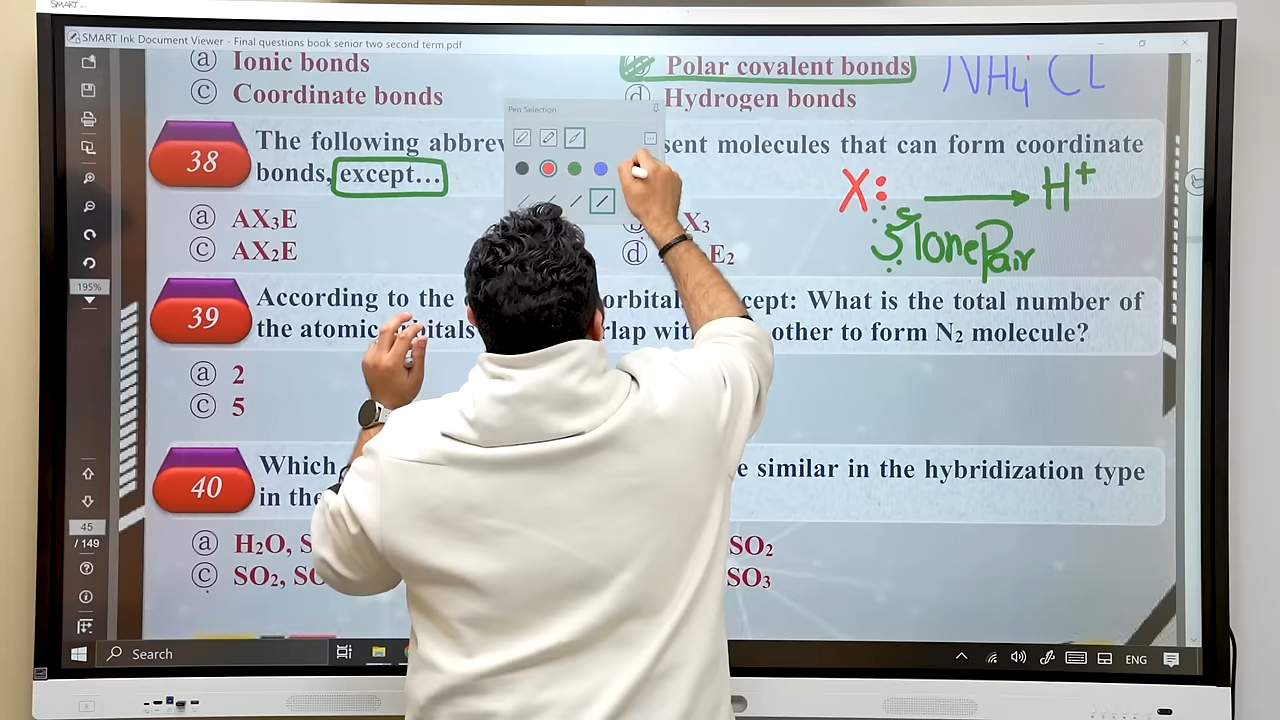 SMART
SMART Ink Document Viewer - Final questions book senior two second term.pdf
ⓐ Ionic bonds
Polar covalent bonds
NH4 Cl
ⓒ Coordinate bonds
ⓓ Hydrogen bonds
Pen Selection
38
The following sent molecules that can form coordinate
bonds, except...
X: → H+
lone Pair
ⓐ AX3E
X3
ⓒ AX2E
ⓓ E2
195%
39
According to the orbital cept: What is the total number of
the atomic rlap with other to form N2 molecule?
ⓐ 2
ⓒ 5
40
Which similar in the hybridization type
in the
ⓐ H2O,
SO2
ⓒ SO2,
SO3
45
/ 149
Search
ENG